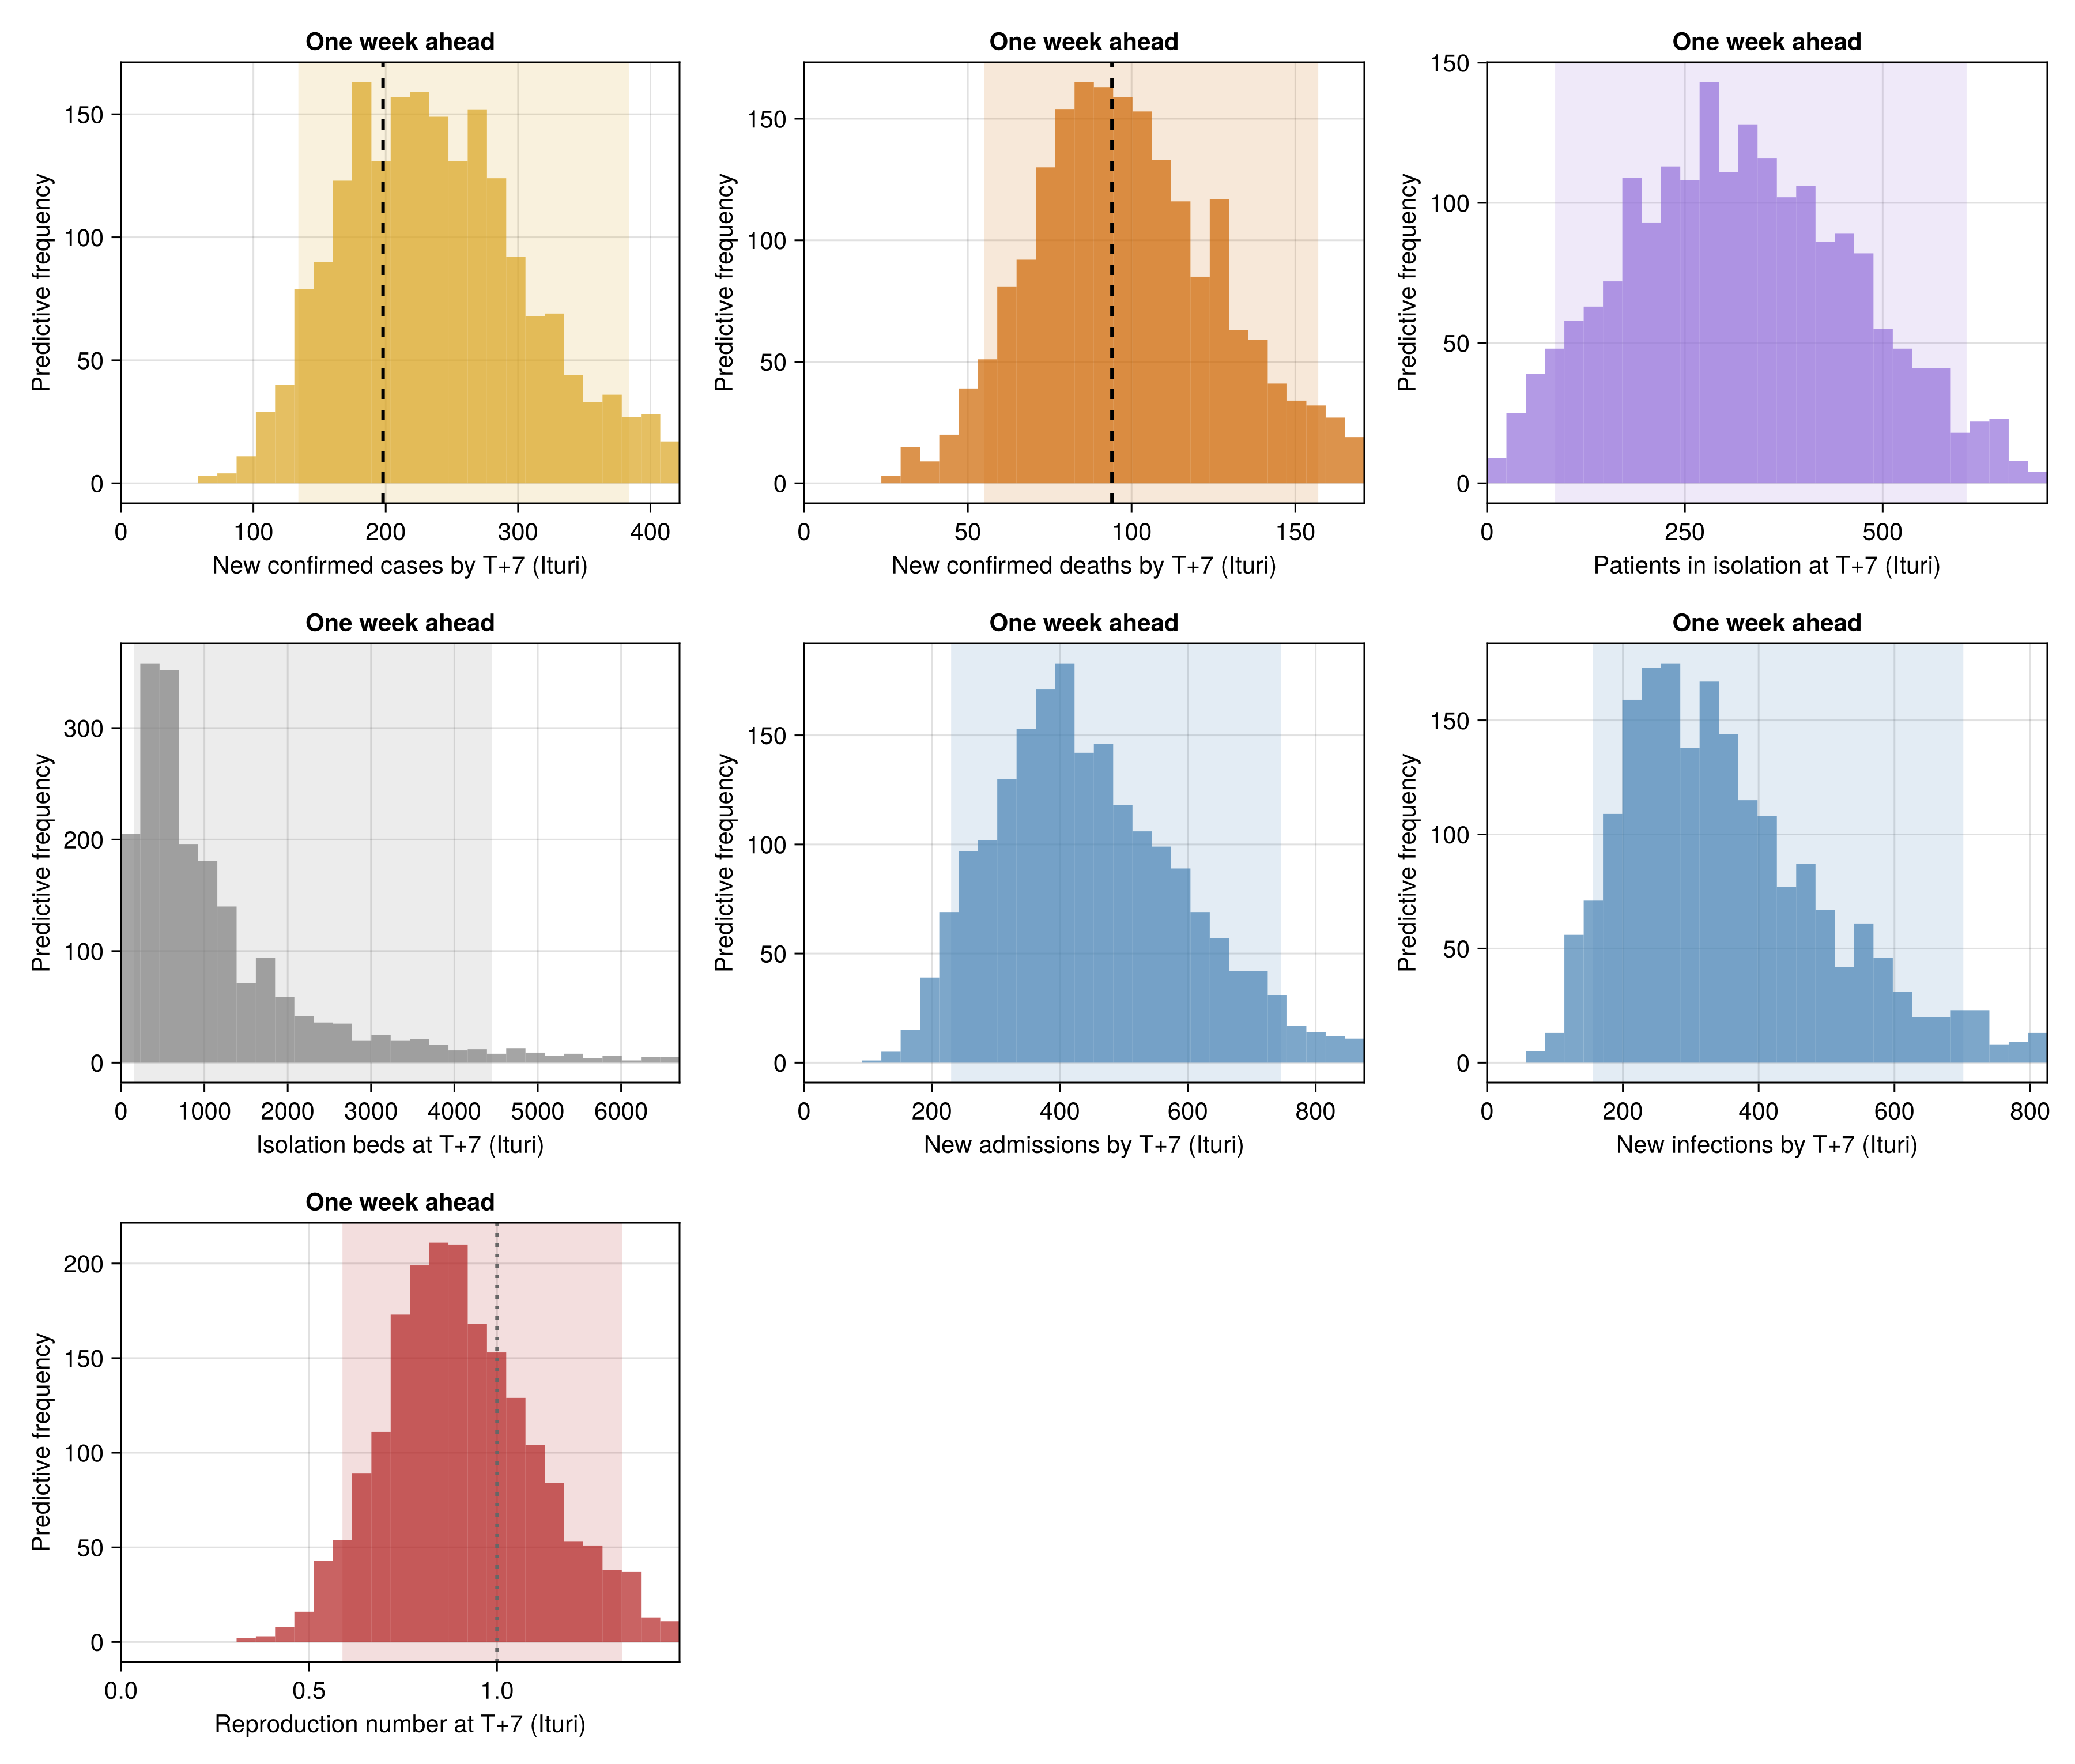 One week ahead
One week ahead
One week ahead
Predictive frequency
150
100
50
0
0
100
200
300
400
New confirmed cases by T+7 (Ituri)
Predictive frequency
150
100
50
0
0
50
100
150
New confirmed deaths by T+7 (Ituri)
Predictive frequency
150
100
50
0
0
250
500
Patients in isolation at T+7 (Ituri)
One week ahead
One week ahead
One week ahead
Predictive frequency
300
200
100
0
0
1000
2000
3000
4000
5000
6000
Isolation beds at T+7 (Ituri)
Predictive frequency
150
100
50
0
0
200
400
600
800
New admissions by T+7 (Ituri)
Predictive frequency
150
100
50
0
0
200
400
600
800
New infections by T+7 (Ituri)
One week ahead
Predictive frequency
200
150
100
50
0
0.0
0.5
1.0
Reproduction number at T+7 (Ituri)